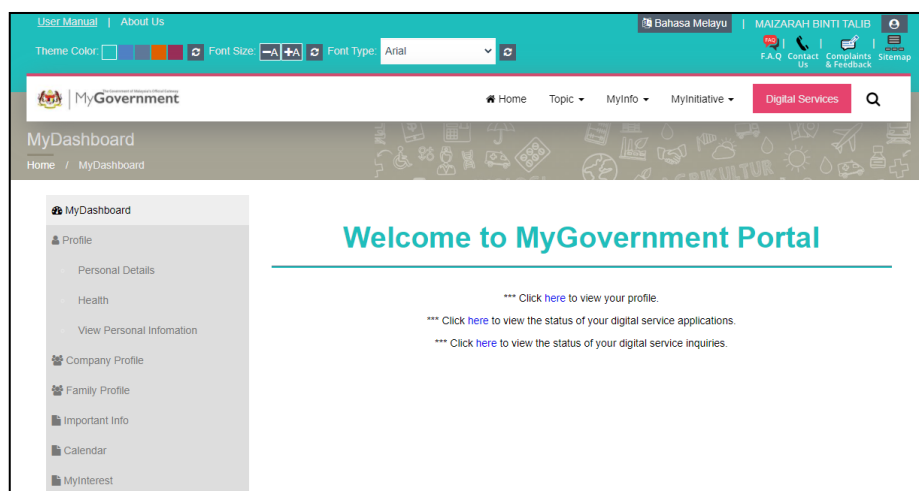 User Manual | About Us
Bahasa Melayu | MAIZARAH BINTI TALIB
Theme Color: Font Size: -A +A Font Type: Arial
FAQ
F.A.Q Contact Us | Complaints & Feedback | Sitemap
MyGovernment
Home Topic MyInfo MyInitiative Digital Services
MyDashboard
Home / MyDashboard
MyDashboard
Profile
Personal Details
Health
View Personal Infomation
Company Profile
Family Profile
Important Info
Calendar
MyInterest
Welcome to MyGovernment Portal
*** Click here to view your profile.
*** Click here to view the status of your digital service applications.
*** Click here to view the status of your digital service inquiries.